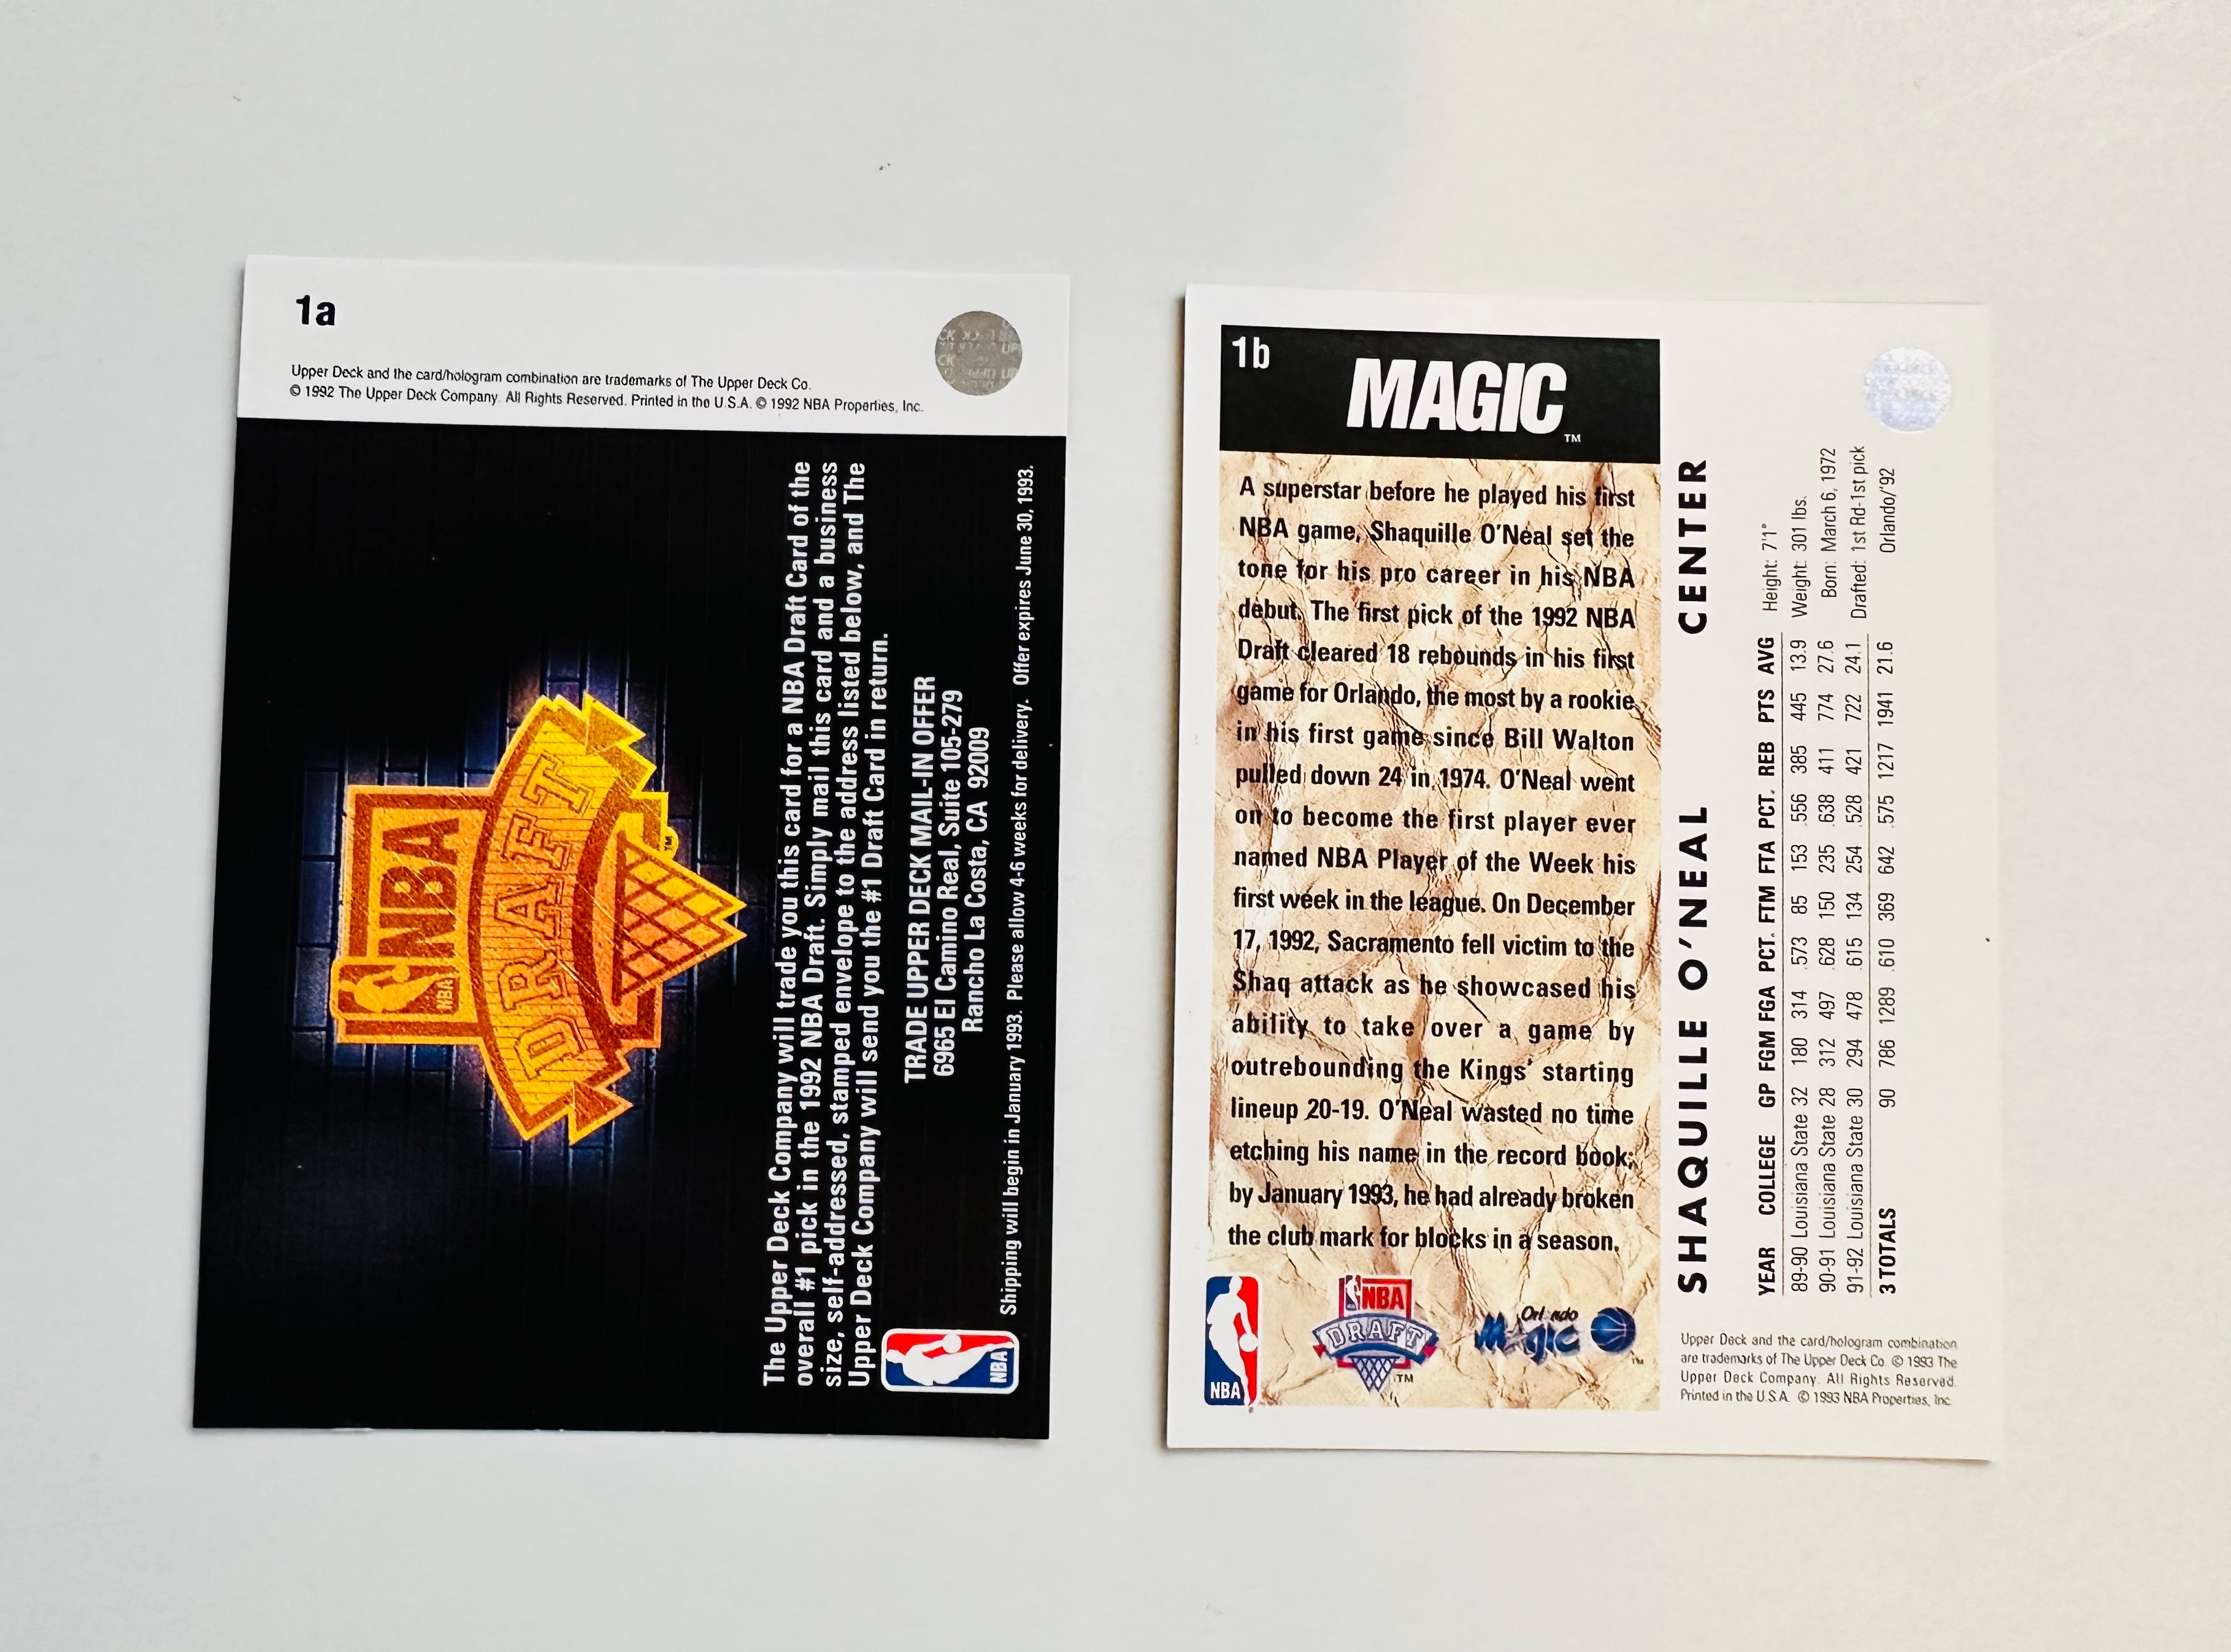 1a
Upper Deck and the card/hologram combination are trademarks of The Upper Deck Co.
© 1992 The Upper Deck Company. All Rights Reserved. Printed in the U.S.A. © 1992 NBA Properties, Inc.
NBA
NBA
DRAFT
TM
The Upper Deck Company will trade you this card for a NBA Draft Card of the
overall #1 pick in the 1992 NBA Draft. Simply mail this card and a business
size, self-addressed, stamped envelope to the address listed below, and The
Upper Deck Company will send you the #1 Draft Card in return.
TRADE UPPER DECK MAIL-IN OFFER
6965 El Camino Real, Suite 105-279
Rancho La Costa, CA 92009
Shipping will begin in January 1993. Please allow 4-6 weeks for delivery. Offer expires June 30, 1993.
NBA
1b
MAGIC
TM
A superstar before he played his first
NBA game, Shaquille O'Neal set the
tone for his pro career in his NBA
debut. The first pick of the 1992 NBA
Draft cleared 18 rebounds in his first
game for Orlando, the most by a rookie
in his first game since Bill Walton
pulled down 24 in 1974. O'Neal went
on to become the first player ever
named NBA Player of the Week his
first week in the league. On December
17, 1992, Sacramento fell victim to the
Shaq attack as he showcased his
ability to take over a game by
outrebounding the Kings' starting
lineup 20-19. O'Neal wasted no time
etching his name in the record book;
by January 1993, he had already broken
the club mark for blocks in a season.
NBA
NBA
DRAFT
TM
Orlando
Magic
TM
SHAQUILLE O'NEAL CENTER
YEAR COLLEGE GP FGM FGA PCT. FTM FTA PCT. REB PTS AVG
89-90 Louisiana State 32 180 314 .573 85 153 .556 385 445 13.9
90-91 Louisiana State 28 312 497 .628 150 235 .638 411 774 27.6
91-92 Louisiana State 30 294 478 .615 134 254 .528 421 722 24.1
3 TOTALS 90 786 1289 .610 369 642 .575 1217 1941 21.6
Height: 7'1"
Weight: 301 lbs.
Born: March 6, 1972
Drafted: 1st Rd-1st pick
Orlando/'92
Upper Deck and the card/hologram combination
are trademarks of The Upper Deck Co. © 1993 The
Upper Deck Company. All Rights Reserved.
Printed in the U.S.A. © 1993 NBA Properties, Inc.